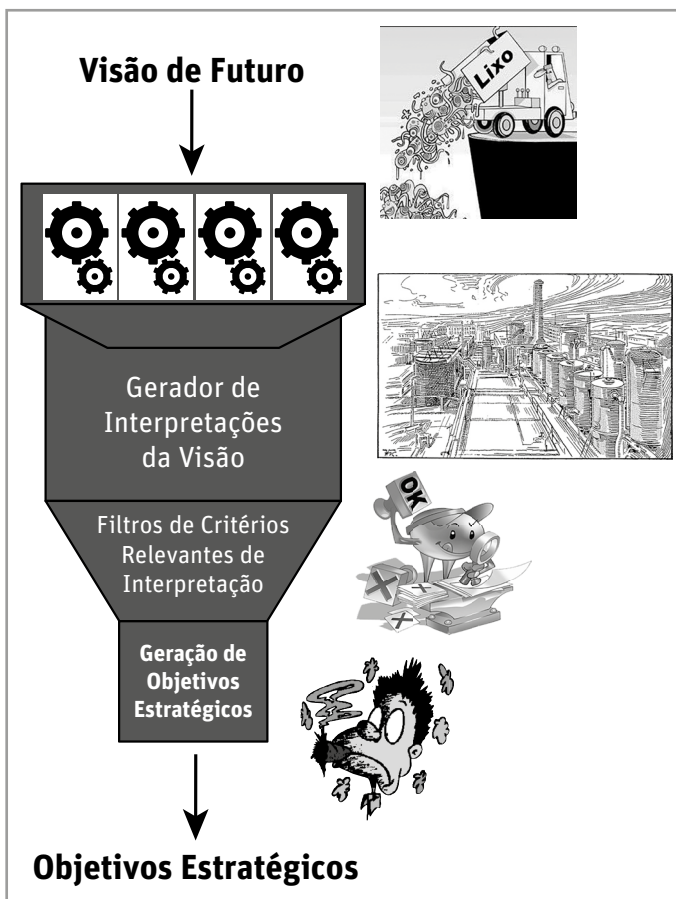 Visão de Futuro
Lixo
Gerador de
Interpretações
da Visão
Filtros de Critérios
Relevantes de
Interpretação
OK
Geração de
Objetivos
Estratégicos
Objetivos Estratégicos